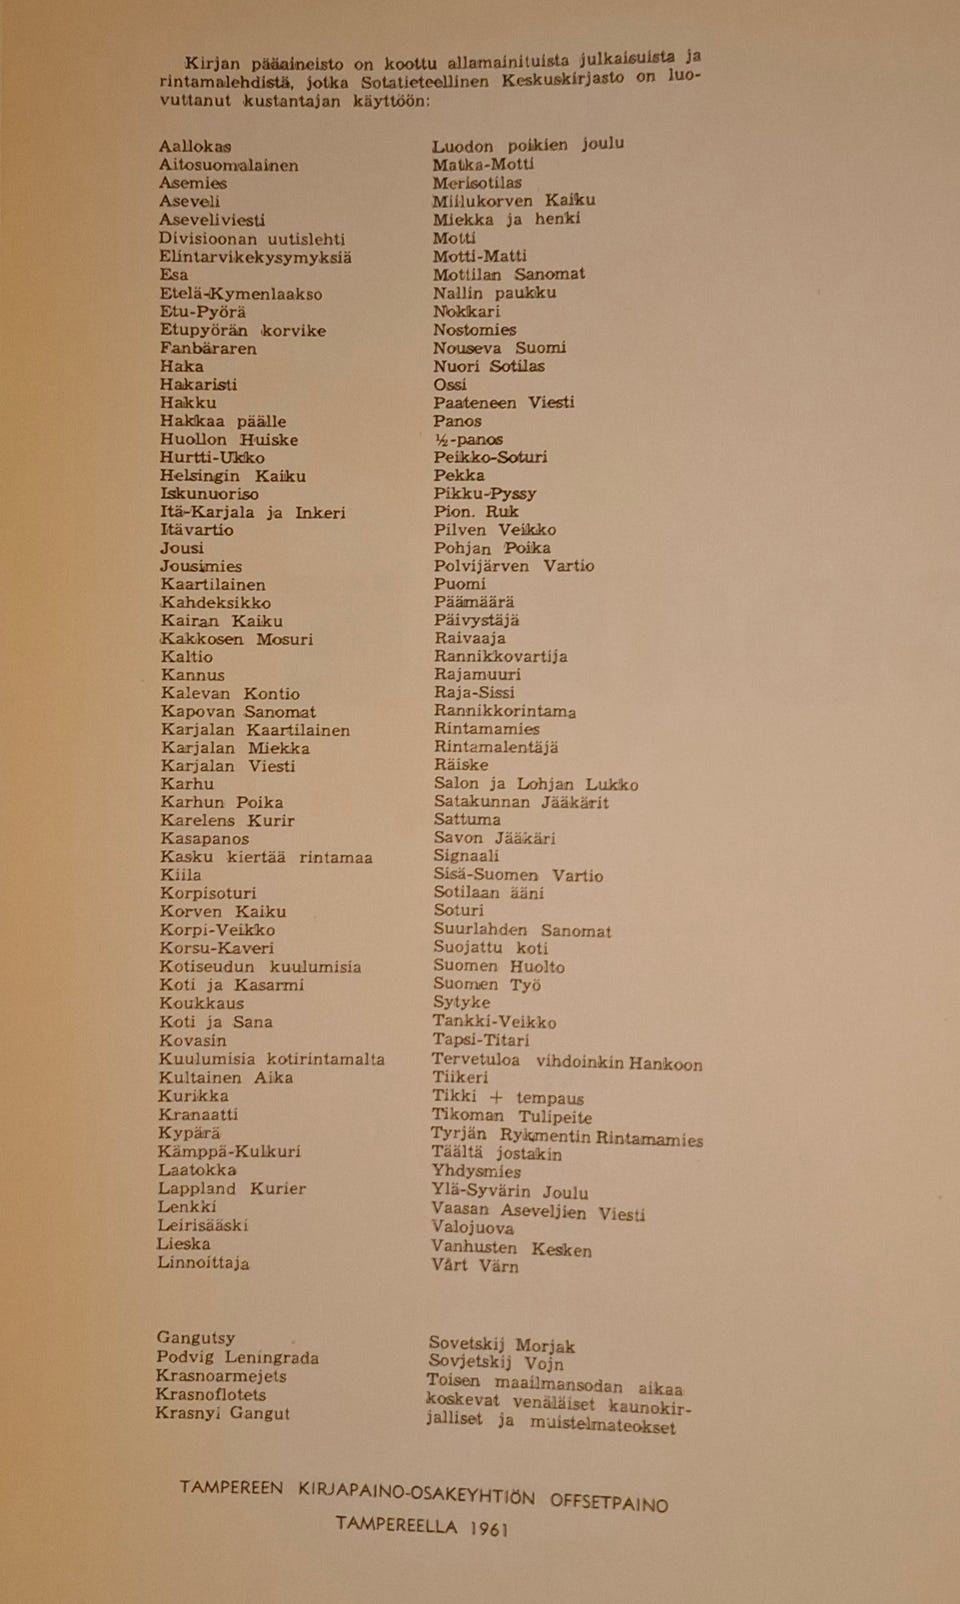 Kirjan pääaineisto on koottu allamainituista julkaisuista ja
rintamalehdistä, jotka Sotatieteellinen Keskuskirjasto on luo-
vuttanut kustantajan käyttöön:
Aallokas
Aitosuomalainen
Asemies
Aseveli
Aseveliviesti
Divisioonan uutislehti
Elintarvikekysymyksiä
Esa
Etelä-Kymenlaakso
Etu-Pyörä
Etupyörän korvike
Fanbäraren
Haka
Hakaristi
Hakku
Hakkaa päälle
Huollon Huiske
Hurtti-Ukko
Helsingin Kaiku
Iskunuoriso
Itä-Karjala ja Inkeri
Itävartio
Jousi
Jousimies
Kaartilainen
Kahdeksikko
Kairan Kaiku
Kakkosen Mosuri
Kaltio
Kannus
Kalevan Kontio
Kapovan Sanomat
Karjalan Kaartilainen
Karjalan Miekka
Karjalan Viesti
Karhu
Karhun Poika
Karelens Kurir
Kasapanos
Kasku kiertää rintamaa
Kiila
Korpisoturi
Korven Kaiku
Korpi-Veikko
Korsu-Kaveri
Kotiseudun kuulumisia
Koti ja Kasarmi
Koukkaus
Koti ja Sana
Kovasin
Kuulumisia kotirintamalta
Kultainen Aika
Kurikka
Kranaatti
Kypärä
Kämppä-Kulkuri
Laatokka
Lappland Kurier
Lenkki
Leirisääski
Lieska
Linnoittaja
Luodon poikien joulu
Matka-Motti
Merisotilas
Miilukorven Kaiku
Miekka ja henki
Motti
Motti-Matti
Mottilan Sanomat
Nallin paukku
Nokkari
Nostomies
Nouseva Suomi
Nuori Sotilas
Ossi
Paateneen Viesti
Panos
½-panos
Peikko-Soturi
Pekka
Pikku-Pyssy
Pion. Ruk
Pilven Veikko
Pohjan Poika
Polvijärven Vartio
Puomi
Päämäärä
Päivystäjä
Raivaaja
Rannikkovartija
Rajamuuri
Raja-Sissi
Rannikkorintama
Rintamamies
Rintamalentäjä
Räiske
Salon ja Lohjan Lukko
Satakunnan Jääkärit
Sattuma
Savon Jääkäri
Signaali
Sisä-Suomen Vartio
Sotilaan ääni
Soturi
Suurlahden Sanomat
Suojattu koti
Suomen Huolto
Suomen Työ
Sytyke
Tankki-Veikko
Tapsi-Titari
Tervetuloa vihdoinkin Hankoon
Tiikeri
Tikki + tempaus
Tikoman Tulipeite
Tyrjän Rykmentin Rintamamies
Täältä jostakin
Yhdysmies
Ylä-Syvärin Joulu
Vaasan Aseveljien Viesti
Valojuova
Vanhusten Kesken
Vårt Värn
Gangutsy
Podvig Leningrada
Krasnoarmejets
Krasnoflotets
Krasnyi Gangut
Sovetskij Morjak
Sovjetskij Vojn
Toisen maailmansodan aikaa
koskevat venäläiset kaunokir-
jalliset ja muistelmateokset
TAMPEREEN KIRJAPAINO-OSAKEYHTIÖN OFFSETPAINO
TAMPEREELLA 1961